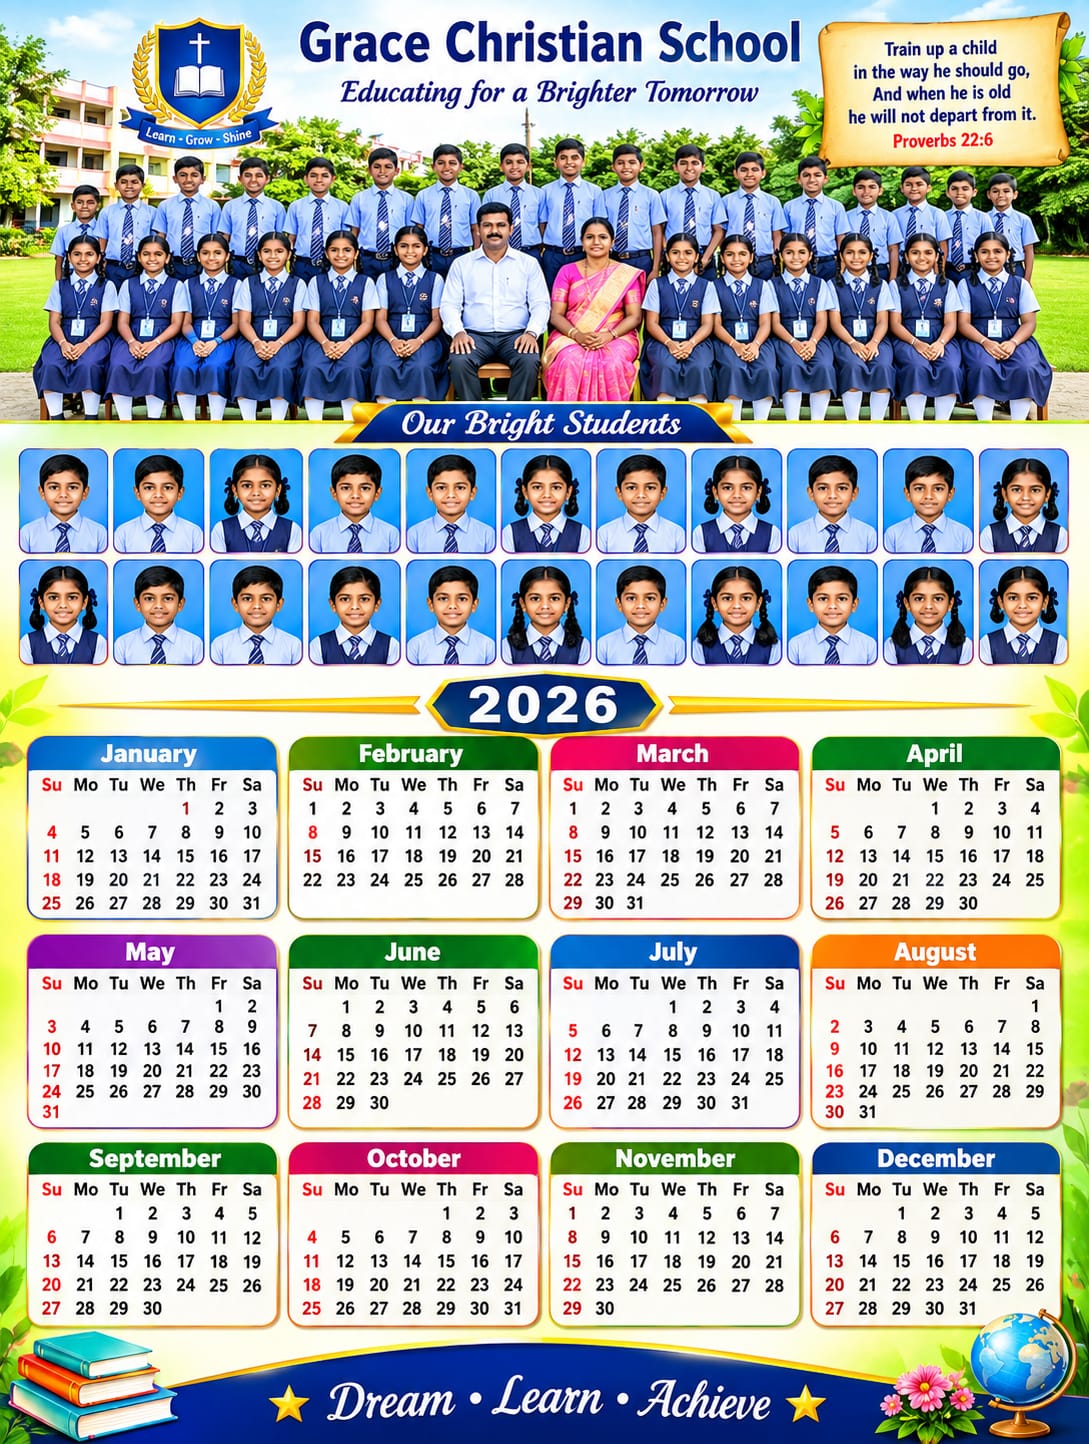 Grace Christian School
Educating for a Brighter Tomorrow
Learn - Grow - Shine
Train up a child
in the way he should go,
And when he is old
he will not depart from it.
Proverbs 22:6
Our Bright Students
2026
January
Su Mo Tu We Th Fr Sa
1 2 3
4 5 6 7 8 9 10
11 12 13 14 15 16 17
18 19 20 21 22 23 24
25 26 27 28 29 30 31
February
Su Mo Tu We Th Fr Sa
1 2 3 4 5 6 7
8 9 10 11 12 13 14
15 16 17 18 19 20 21
22 23 24 25 26 27 28
March
Su Mo Tu We Th Fr Sa
1 2 3 4 5 6 7
8 9 10 11 12 13 14
15 16 17 18 19 20 21
22 23 24 25 26 27 28
29 30 31
April
Su Mo Tu We Th Fr Sa
1 2 3 4
5 6 7 8 9 10 11
12 13 14 15 16 17 18
19 20 21 22 23 24 25
26 27 28 29 30
May
Su Mo Tu We Th Fr Sa
1 2
3 4 5 6 7 8 9
10 11 12 13 14 15 16
17 18 19 20 21 22 23
24 25 26 27 28 29 30
31
June
Su Mo Tu We Th Fr Sa
1 2 3 4 5 6
7 8 9 10 11 12 13
14 15 16 17 18 19 20
21 22 23 24 25 26 27
28 29 30
July
Su Mo Tu We Th Fr Sa
1 2 3 4
5 6 7 8 9 10 11
12 13 14 15 16 17 18
19 20 21 22 23 24 25
26 27 28 29 30 31
August
Su Mo Tu We Th Fr Sa
1
2 3 4 5 6 7 8
9 10 11 12 13 14 15
16 17 18 19 20 21 22
23 24 25 26 27 28 29
30 31
September
Su Mo Tu We Th Fr Sa
1 2 3 4 5
6 7 8 9 10 11 12
13 14 15 16 17 18 19
20 21 22 23 24 25 26
27 28 29 30
October
Su Mo Tu We Th Fr Sa
1 2 3
4 5 6 7 8 9 10
11 12 13 14 15 16 17
18 19 20 21 22 23 24
25 26 27 28 29 30 31
November
Su Mo Tu We Th Fr Sa
1 2 3 4 5 6 7
8 9 10 11 12 13 14
15 16 17 18 19 20 21
22 23 24 25 26 27 28
29 30
December
Su Mo Tu We Th Fr Sa
1 2 3 4 5
6 7 8 9 10 11 12
13 14 15 16 17 18 19
20 21 22 23 24 25 26
27 28 29 30 31
Dream • Learn • Achieve